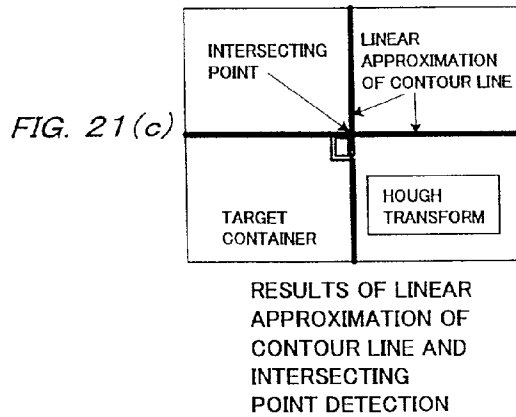 INTERSECTING
POINT
LINEAR
APPROXIMATION
OF CONTOUR LINE
FIG. 21(c)
TARGET
CONTAINER
HOUGH
TRANSFORM
RESULTS OF LINEAR
APPROXIMATION OF
CONTOUR LINE AND
INTERSECTING
POINT DETECTION